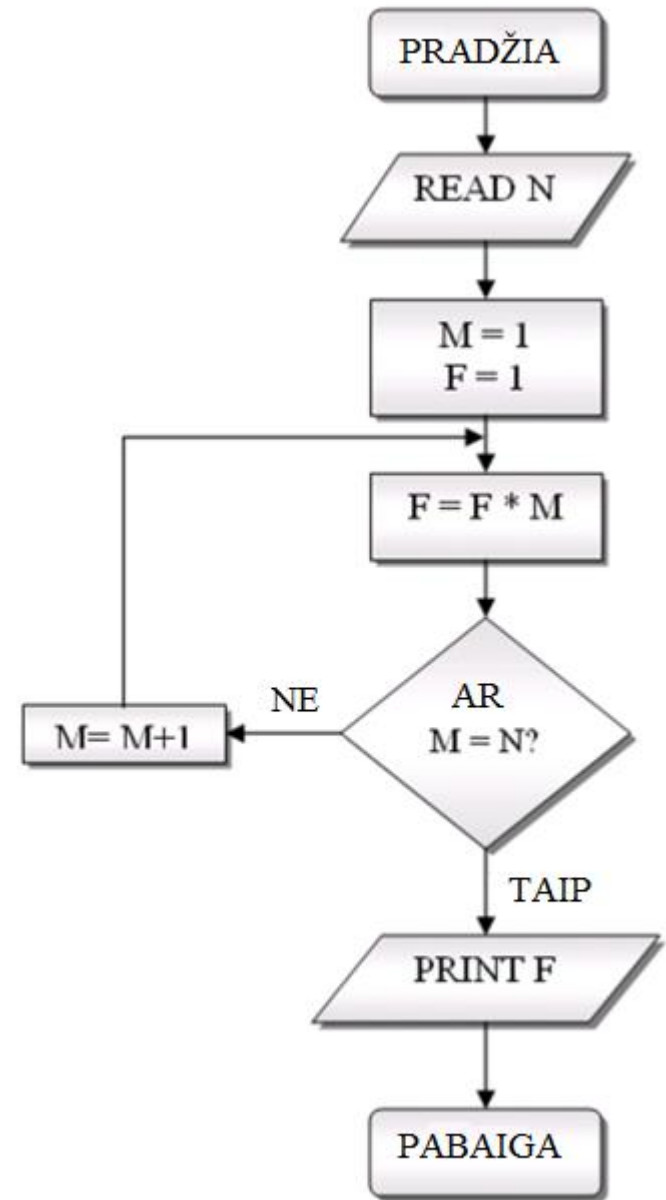 PRADŽIA
READ N
M = 1
F = 1
F = F * M
NE
AR
M = N?
M= M+1
TAIP
PRINT F
PABAIGA